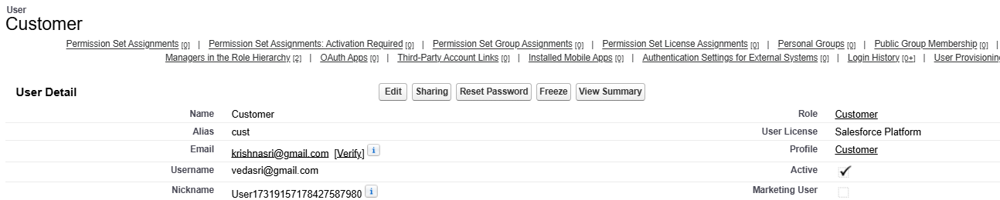 User
Customer
Permission Set Assignments [0] | Permission Set Assignments: Activation Required [0] | Permission Set Group Assignments [0] | Permission Set License Assignments [0] | Personal Groups [0] | Public Group Membership [0] |
Managers in the Role Hierarchy [2] | OAuth Apps [0] | Third-Party Account Links [0] | Installed Mobile Apps [0] | Authentication Settings for External Systems [0] | Login History [0+] | User Provisioning
User Detail Edit Sharing Reset Password Freeze View Summary
Name Customer Role Customer
Alias cust User License Salesforce Platform
Email krishnasri@gmail.com [Verify] i Profile Customer
Username vedasri@gmail.com Active
Nickname User17319157178427587980 i Marketing User